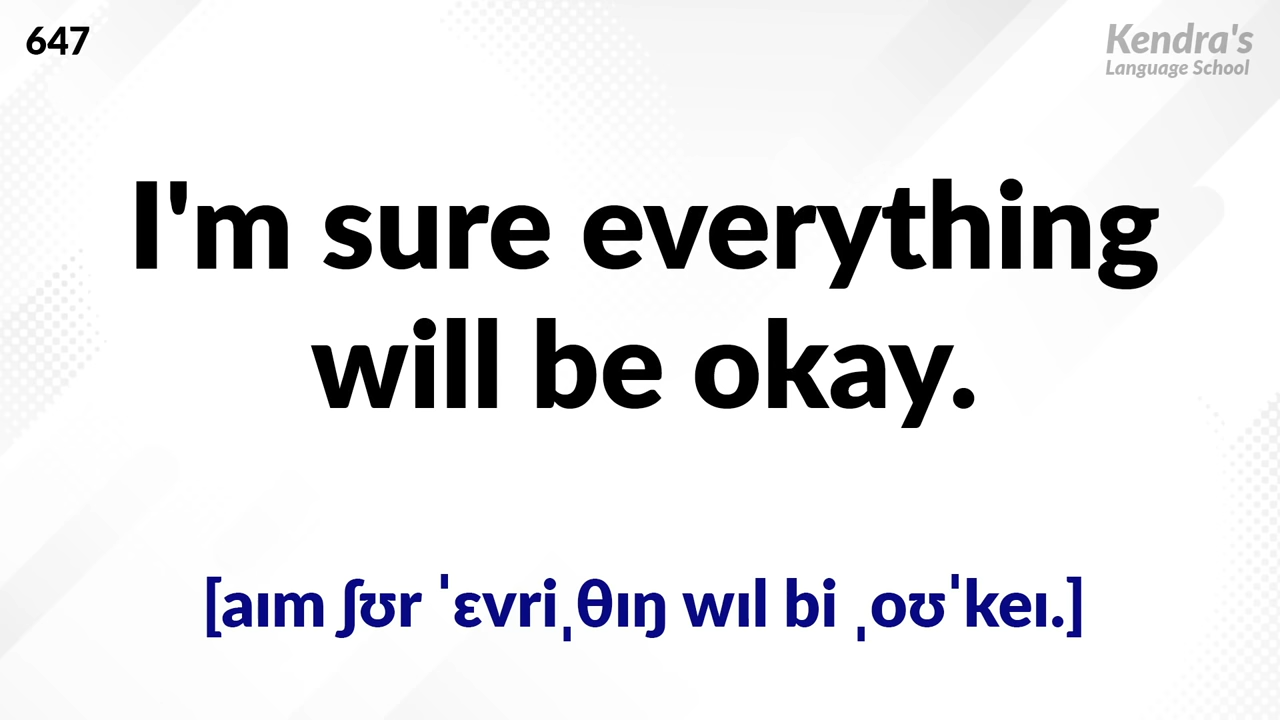 647
Kendra's
Language School
I'm sure everything
will be okay.
[aɪm ʃʊr ˈɛvriˌθɪŋ wɪl bi ˌoʊˈkeɪ.]